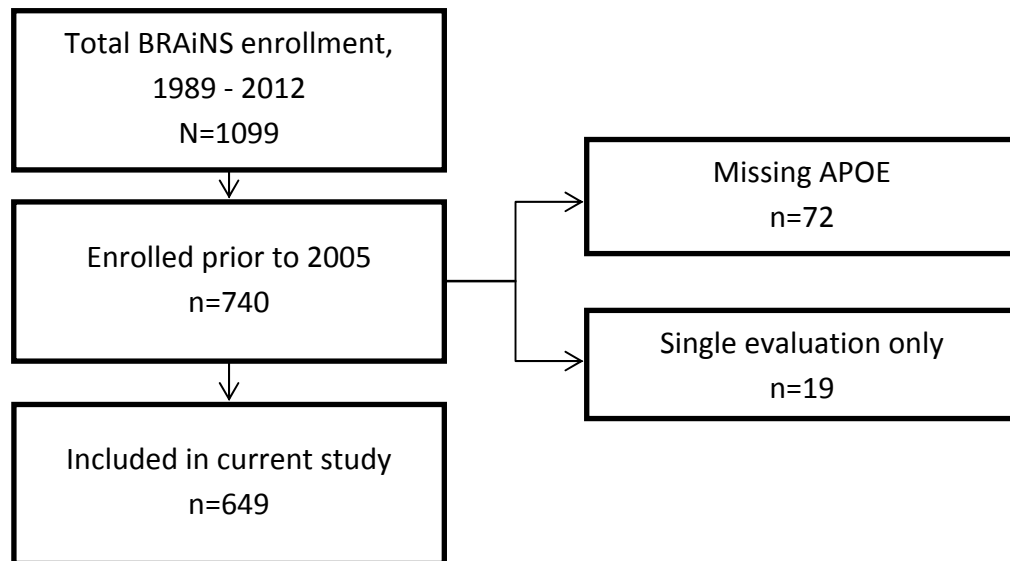 Total BRAiNS enrollment,
1989 - 2012
N=1099
Missing APOE
n=72
Enrolled prior to 2005
n=740
Single evaluation only
n=19
Included in current study
n=649